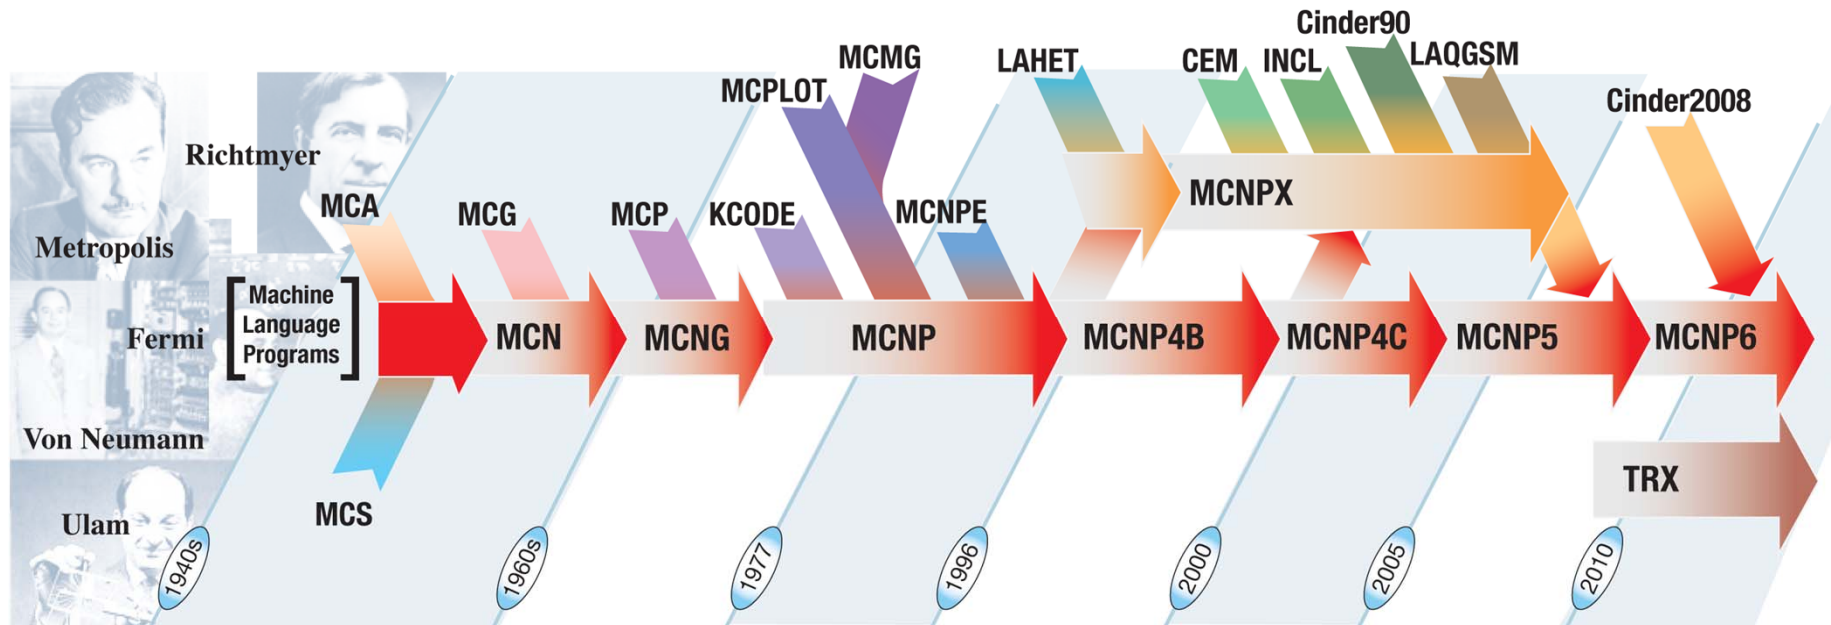 Metropolis
Richtmyer
Fermi
Von Neumann
Ulam
Machine
Language
Programs
MCA
MCS
MCG
MCP
KCODE
MCPLOT
MCMG
MCNPE
LAHET
CEM
INCL
Cinder90
LAQGSM
Cinder2008
MCNPX
MCN
MCNG
MCNP
MCNP4B
MCNP4C
MCNP5
MCNP6
TRX
1940s
1960s
1977
1996
2000
2005
2010